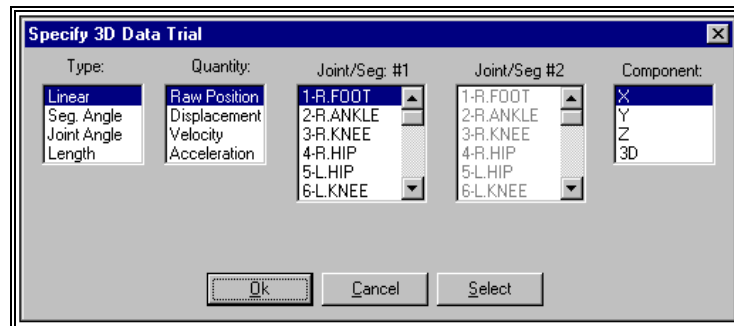 Specify 3D Data Trial
Type:
Linear
Seg. Angle
Joint Angle
Length
Quantity:
Raw Position
Displacement
Velocity
Acceleration
Joint/Seg: #1
1-R.FOOT
2-R.ANKLE
3-R.KNEE
4-R.HIP
5-L.HIP
6-L.KNEE
Joint/Seg #2
1-R.FOOT
2-R.ANKLE
3-R.KNEE
4-R.HIP
5-L.HIP
6-L.KNEE
Component:
X
Y
Z
3D
Ok
Cancel
Select